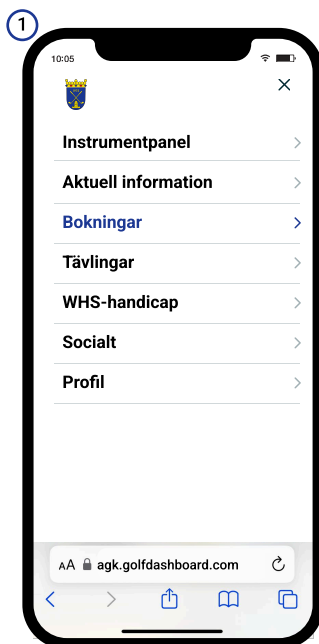 1
10:05
Instrumentpanel
Aktuell information
Bokningar
Tävlingar
WHS-handicap
Socialt
Profil
AA agk.golfdashboard.com